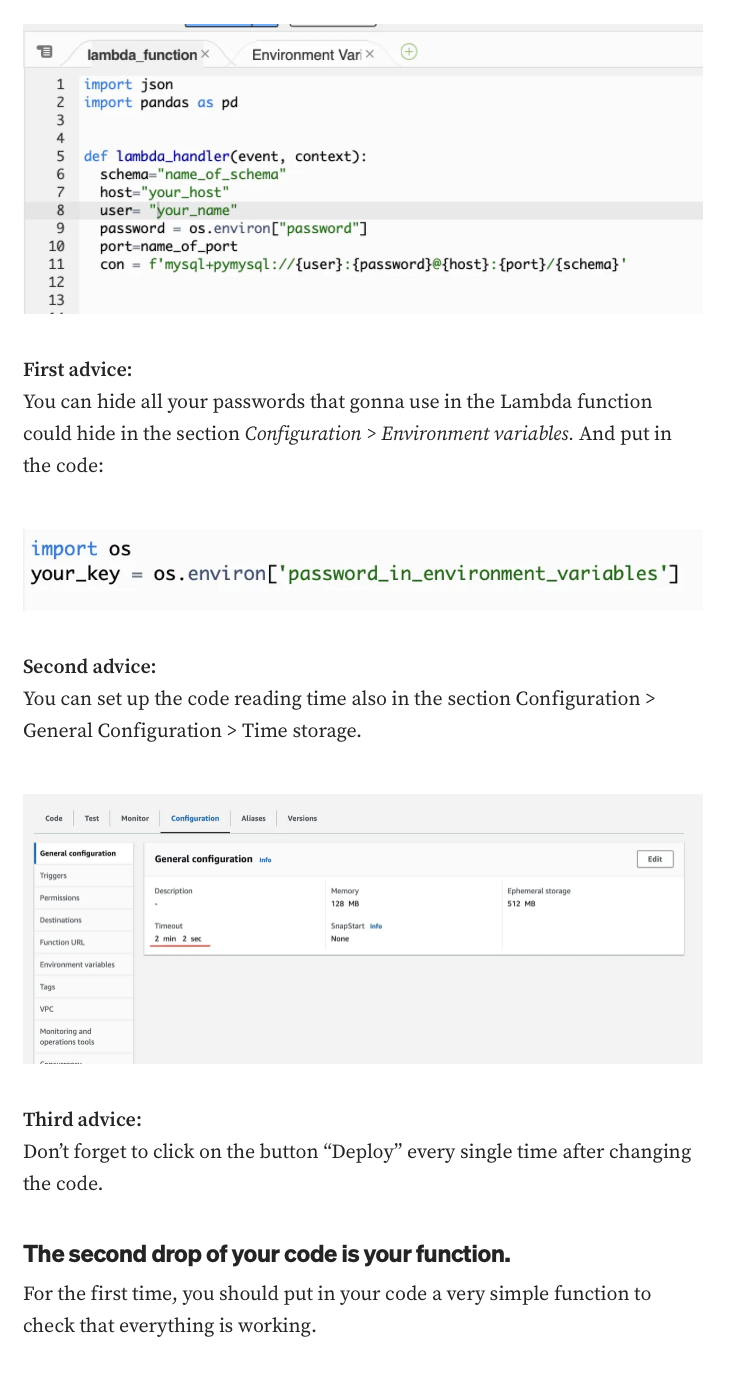 lambda_function ×
Environment Vari ×
1 import json
2 import pandas as pd
3
4
5 def lambda_handler(event, context):
6 schema="name_of_schema"
7 host="your_host"
8 user= "your_name"
9 password = os.environ["password"]
10 port=name_of_port
11 con = f'mysql+pymysql://{user}:{password}@{host}:{port}/{schema}'
12
13
First advice:
You can hide all your passwords that gonna use in the Lambda function
could hide in the section Configuration > Environment variables. And put in
the code:
import os
your_key = os.environ['password_in_environment_variables']
Second advice:
You can set up the code reading time also in the section Configuration >
General Configuration > Time storage.
Code Test Monitor Configuration Aliases Versions
General configuration
Triggers
Permissions
Destinations
Function URL
Environment variables
Tags
VPC
Monitoring and
operations tools
Concurrency
General configuration Info
Edit
Description
-
Memory
128 MB
Ephemeral storage
512 MB
Timeout
2 min 2 sec
SnapStart Info
None
Third advice:
Don’t forget to click on the button “Deploy” every single time after changing
the code.
The second drop of your code is your function.
For the first time, you should put in your code a very simple function to
check that everything is working.